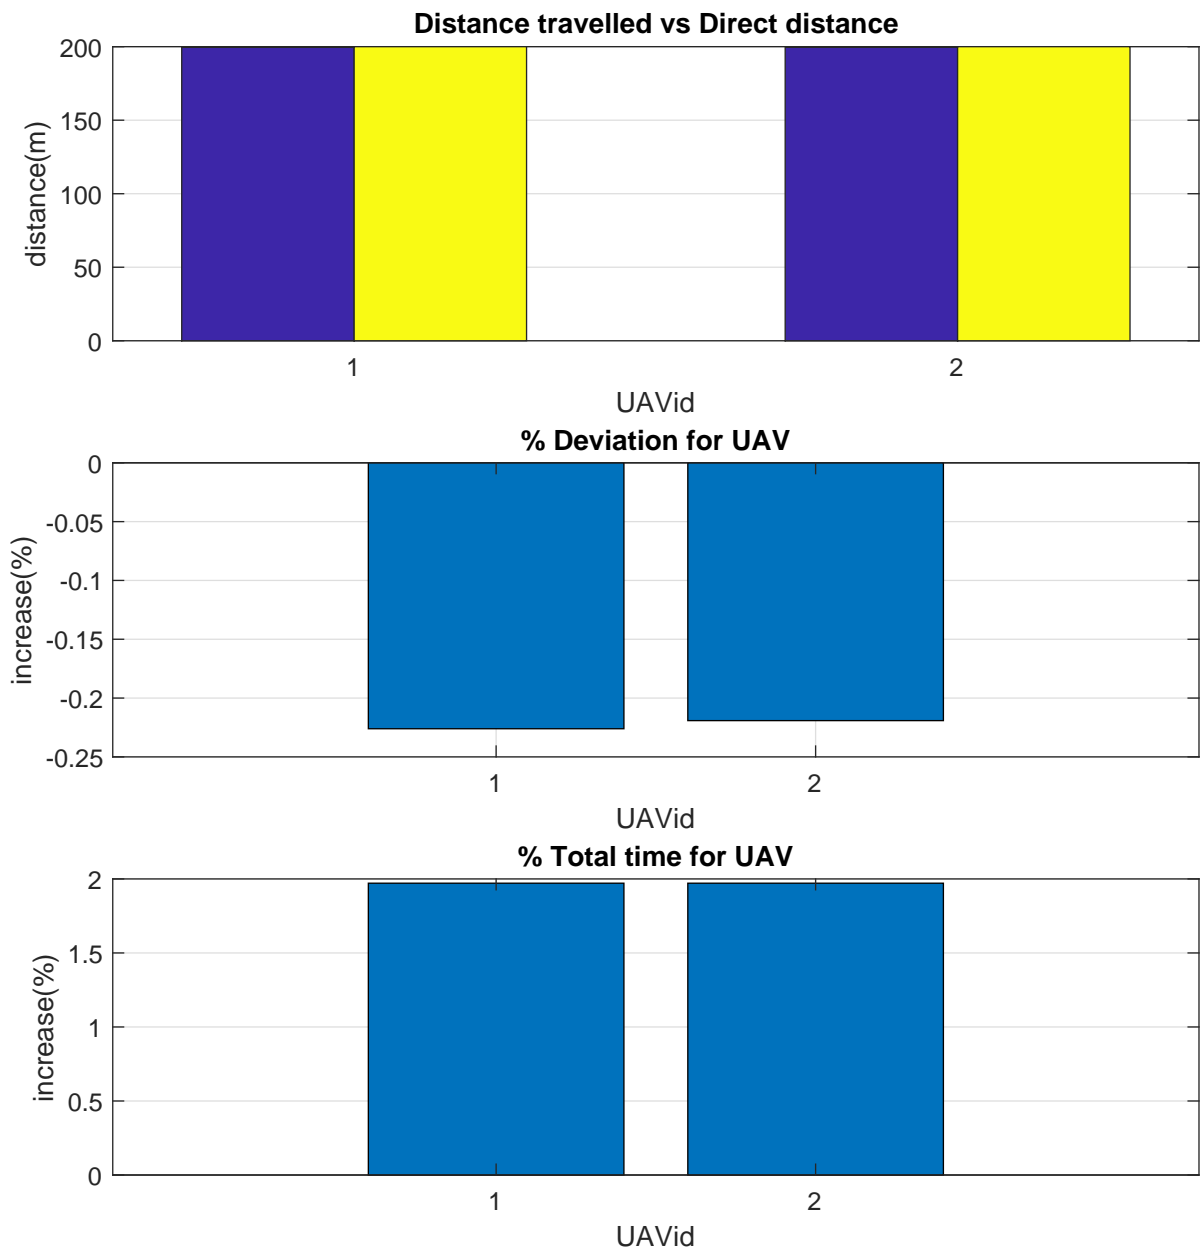 Distance travelled vs Direct distance
200
150
100
50
0
distance(m)
1 2
UAVid
% Deviation for UAV
0
-0.05
-0.1
-0.15
-0.2
-0.25
increase(%)
1 2
UAVid
% Total time for UAV
2
1.5
1
0.5
0
increase(%)
1 2
UAVid